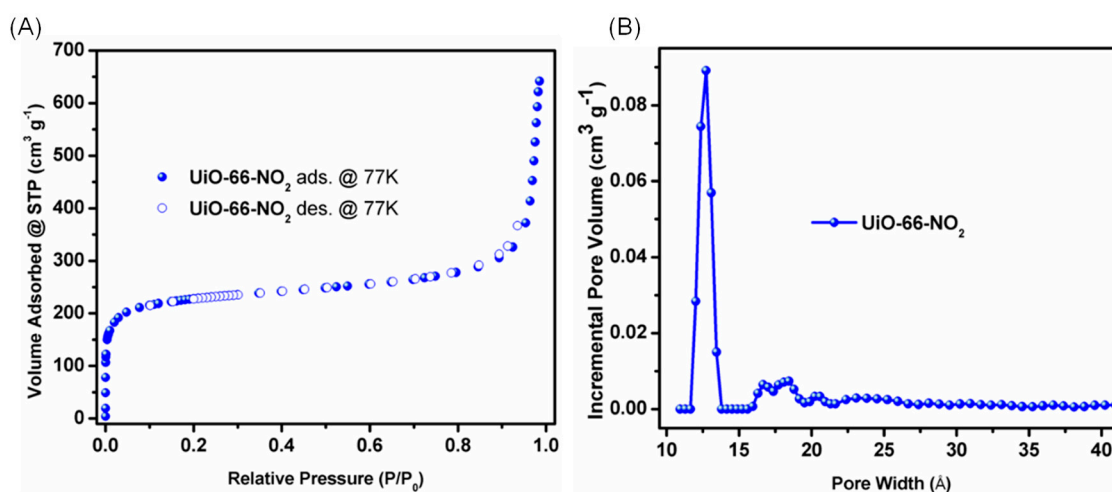 (A)
700
600
500
400
300
200
100
0
Volume Adsorbed @ STP (cm³ g⁻¹)
UiO-66-NO₂ ads. @ 77K
UiO-66-NO₂ des. @ 77K
0.0 0.2 0.4 0.6 0.8 1.0
Relative Pressure (P/P₀)
(B)
0.08
0.06
0.04
0.02
0.00
Incremental Pore Volume (cm³ g⁻¹)
UiO-66-NO₂
10 15 20 25 30 35 40
Pore Width (Å)